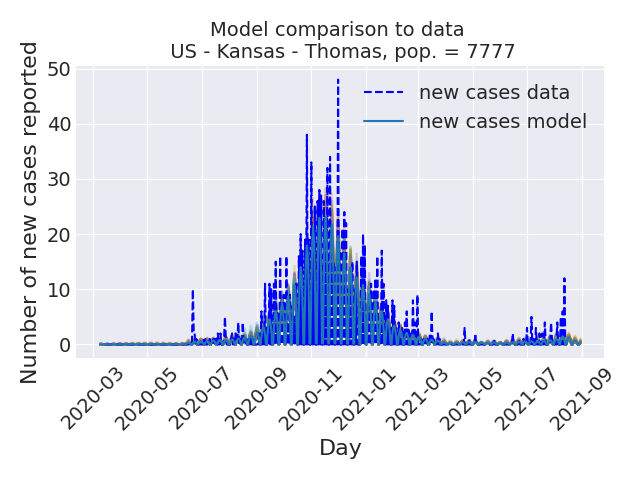 Model comparison to data
US - Kansas - Thomas, pop. = 7777
Number of new cases reported
50
40
30
20
10
0
new cases data
new cases model
2020-03
2020-05
2020-07
2020-09
2020-11
2021-01
2021-03
2021-05
2021-07
2021-09
Day